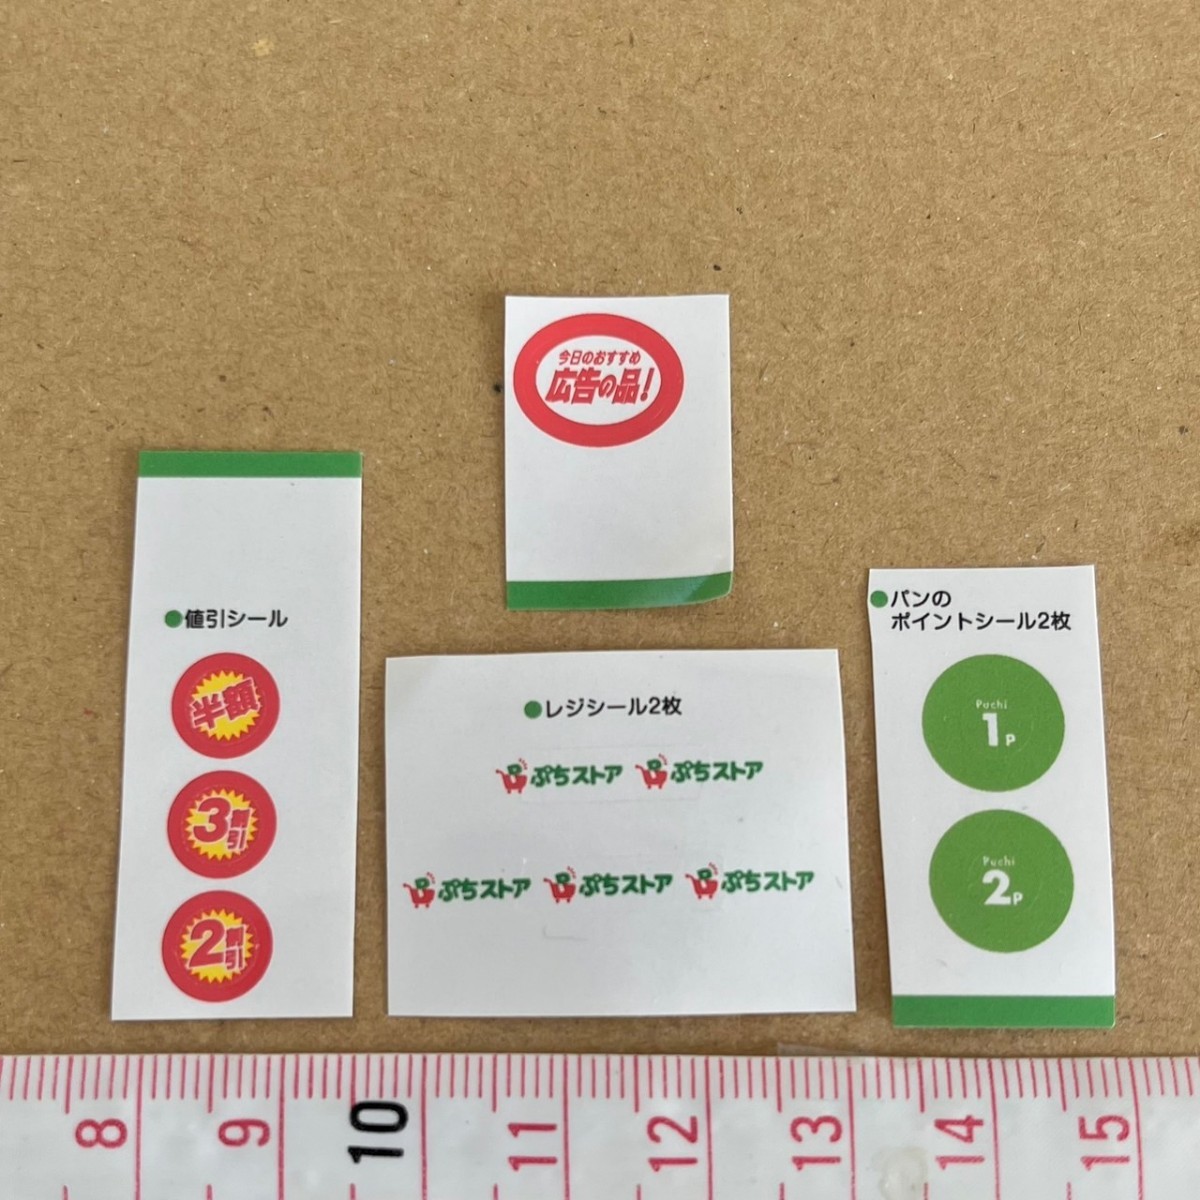 今日のおすすめ
広告の品!
●値引シール
半額
3割引
2割引
●レジシール2枚
ぷちストア ぷちストア
ぷちストア ぷちストア ぷちストア
●パンの
ポイントシール2枚
Puchi
1P
Puchi
2P
8 9 10 11 12 13 14 15